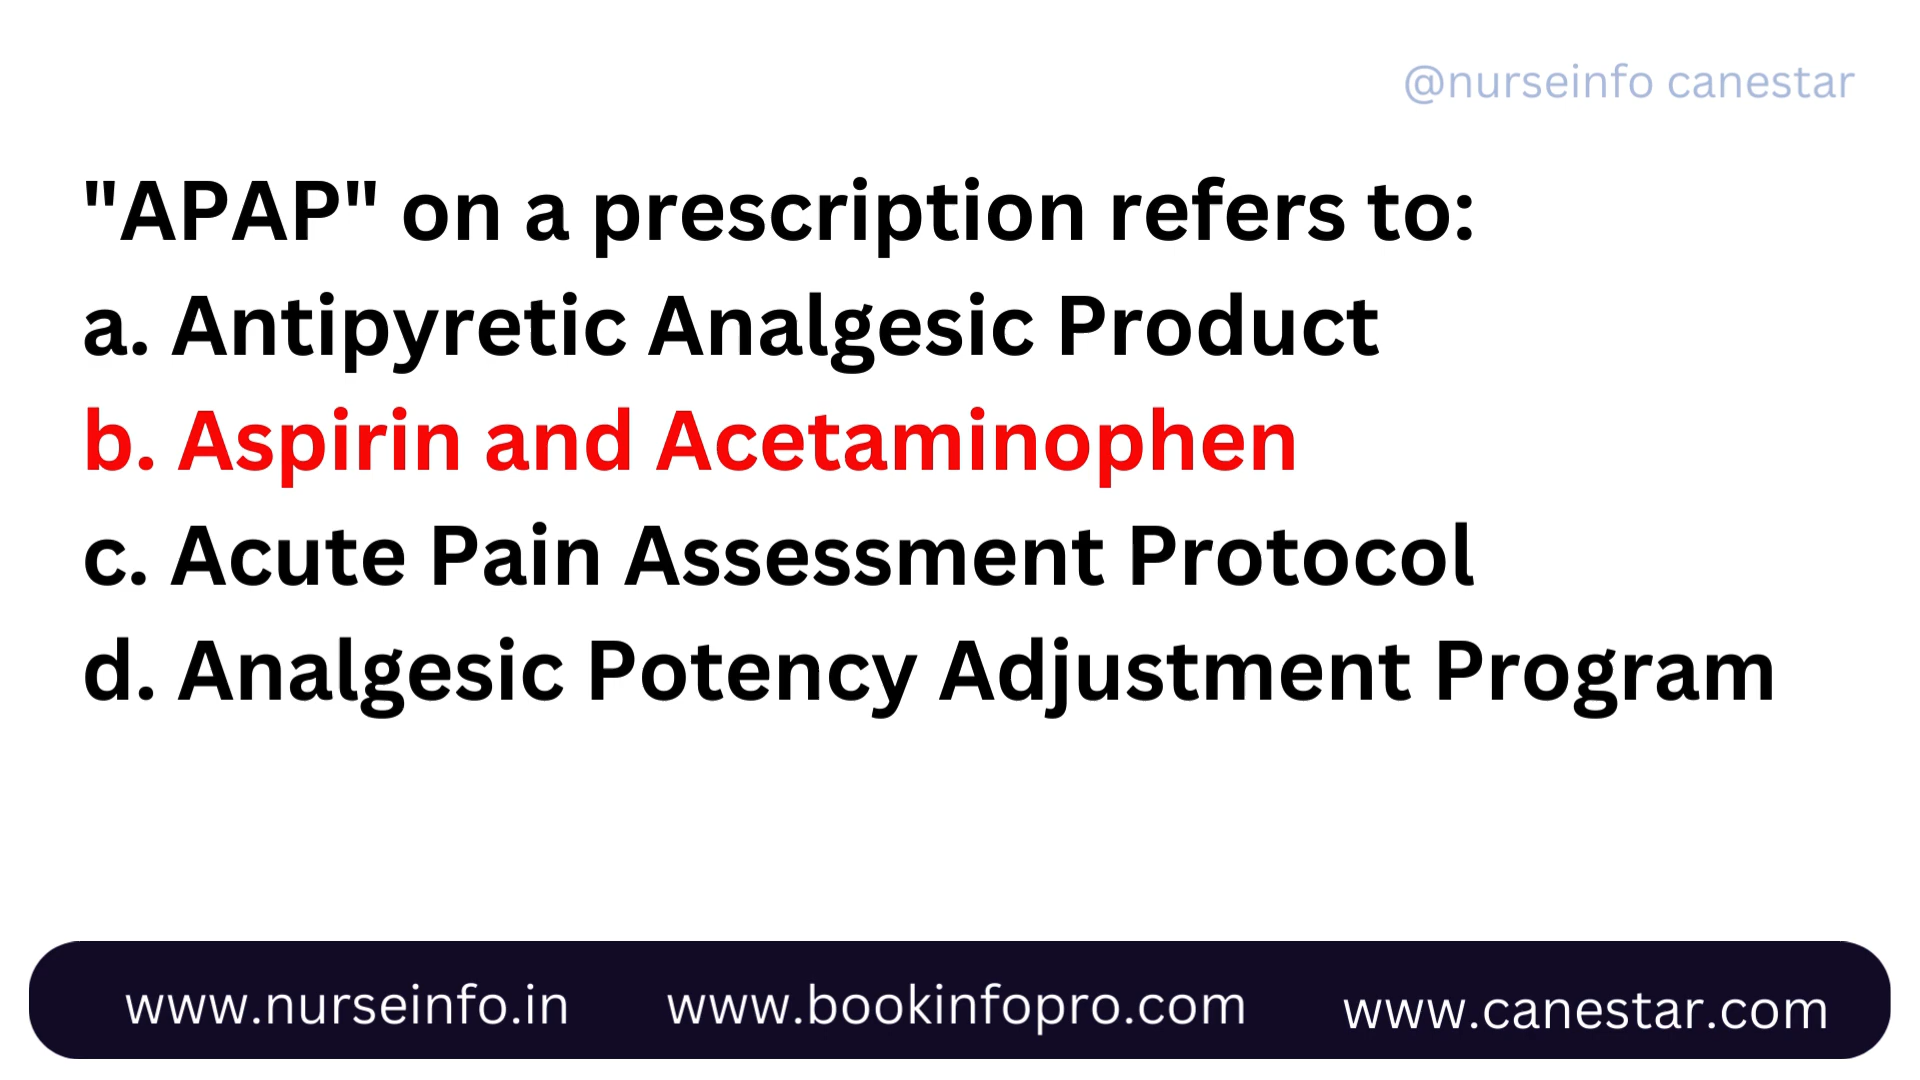 @nurseinfo canestar
"APAP" on a prescription refers to:
a. Antipyretic Analgesic Product
b. Aspirin and Acetaminophen
c. Acute Pain Assessment Protocol
d. Analgesic Potency Adjustment Program
www.nurseinfo.in www.bookinfopro.com www.canestar.com